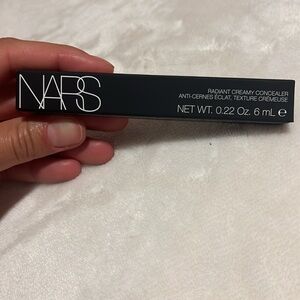 NARS
RADIANT CREAMY CONCEALER
ANTI-CERNES ÉCLAT, TEXTURE CRÉMEUSE
NET WT. 0.22 Oz. 6 mL ℮